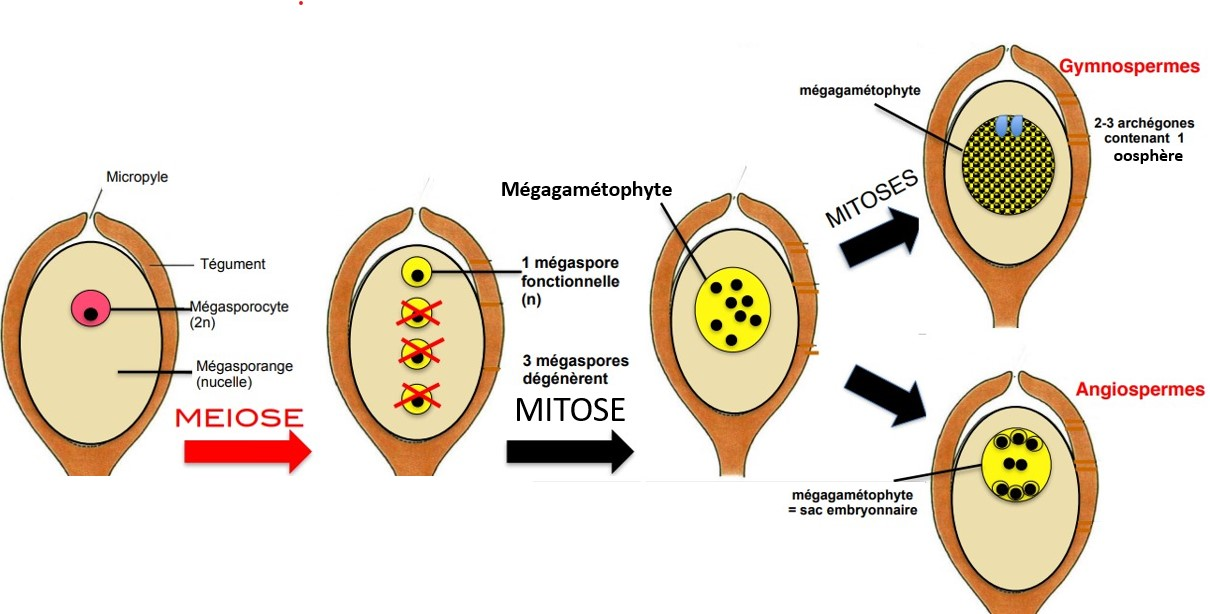 Micropyle
Tégument
Mégasporocyte
(2n)
Mégasporange
(nucelle)
MEIOSE
1 mégaspore
fonctionnelle
(n)
3 mégaspores
dégénèrent
MITOSE
Mégagamétophyte
MITOSES
Gymnospermes
mégagamétophyte
2-3 archégones
contenant 1
oosphère
Angiospermes
mégagamétophyte
= sac embryonnaire